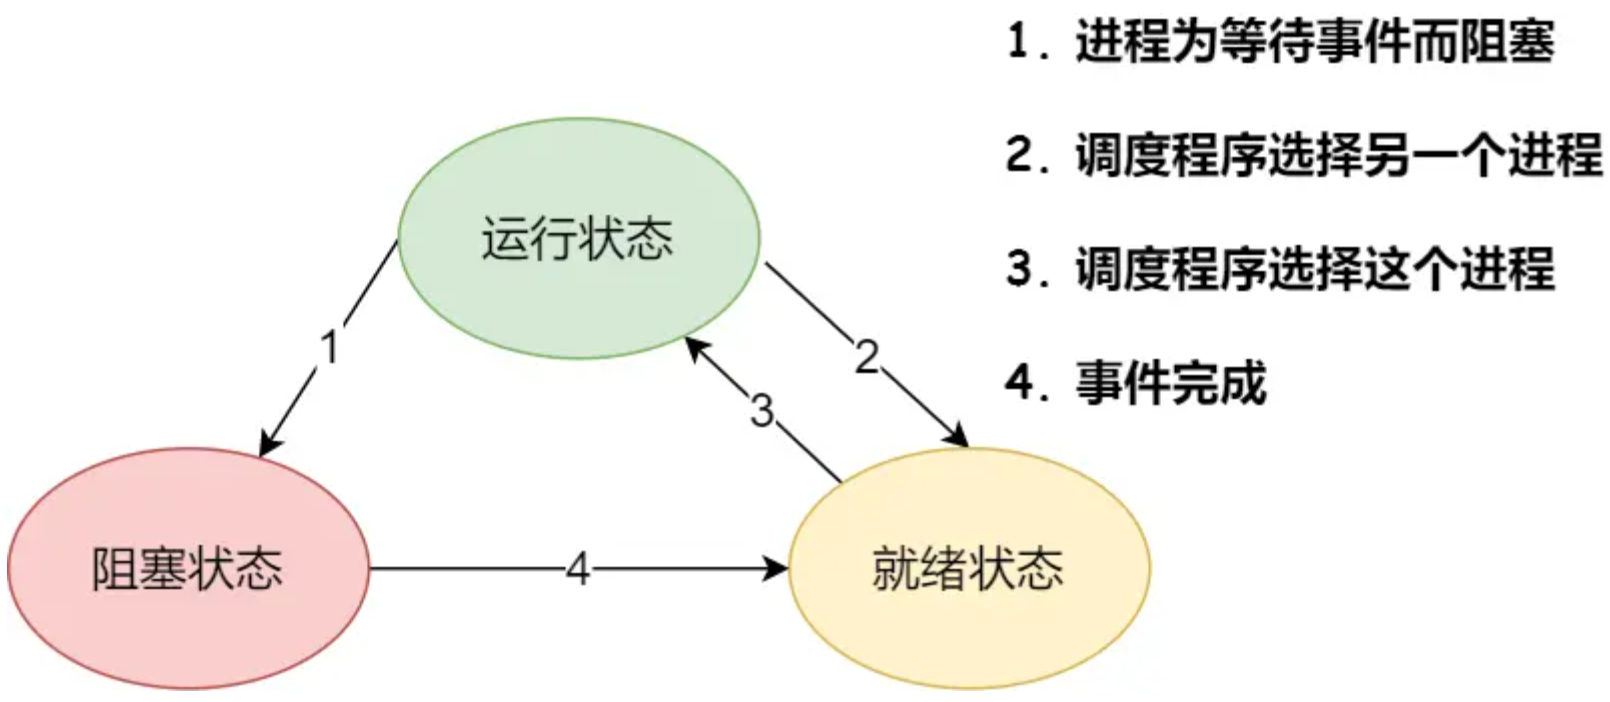 1. 进程为等待事件而阻塞
2. 调度程序选择另一个进程
3. 调度程序选择这个进程
4. 事件完成
运行状态
1
2
3
阻塞状态
4
就绪状态